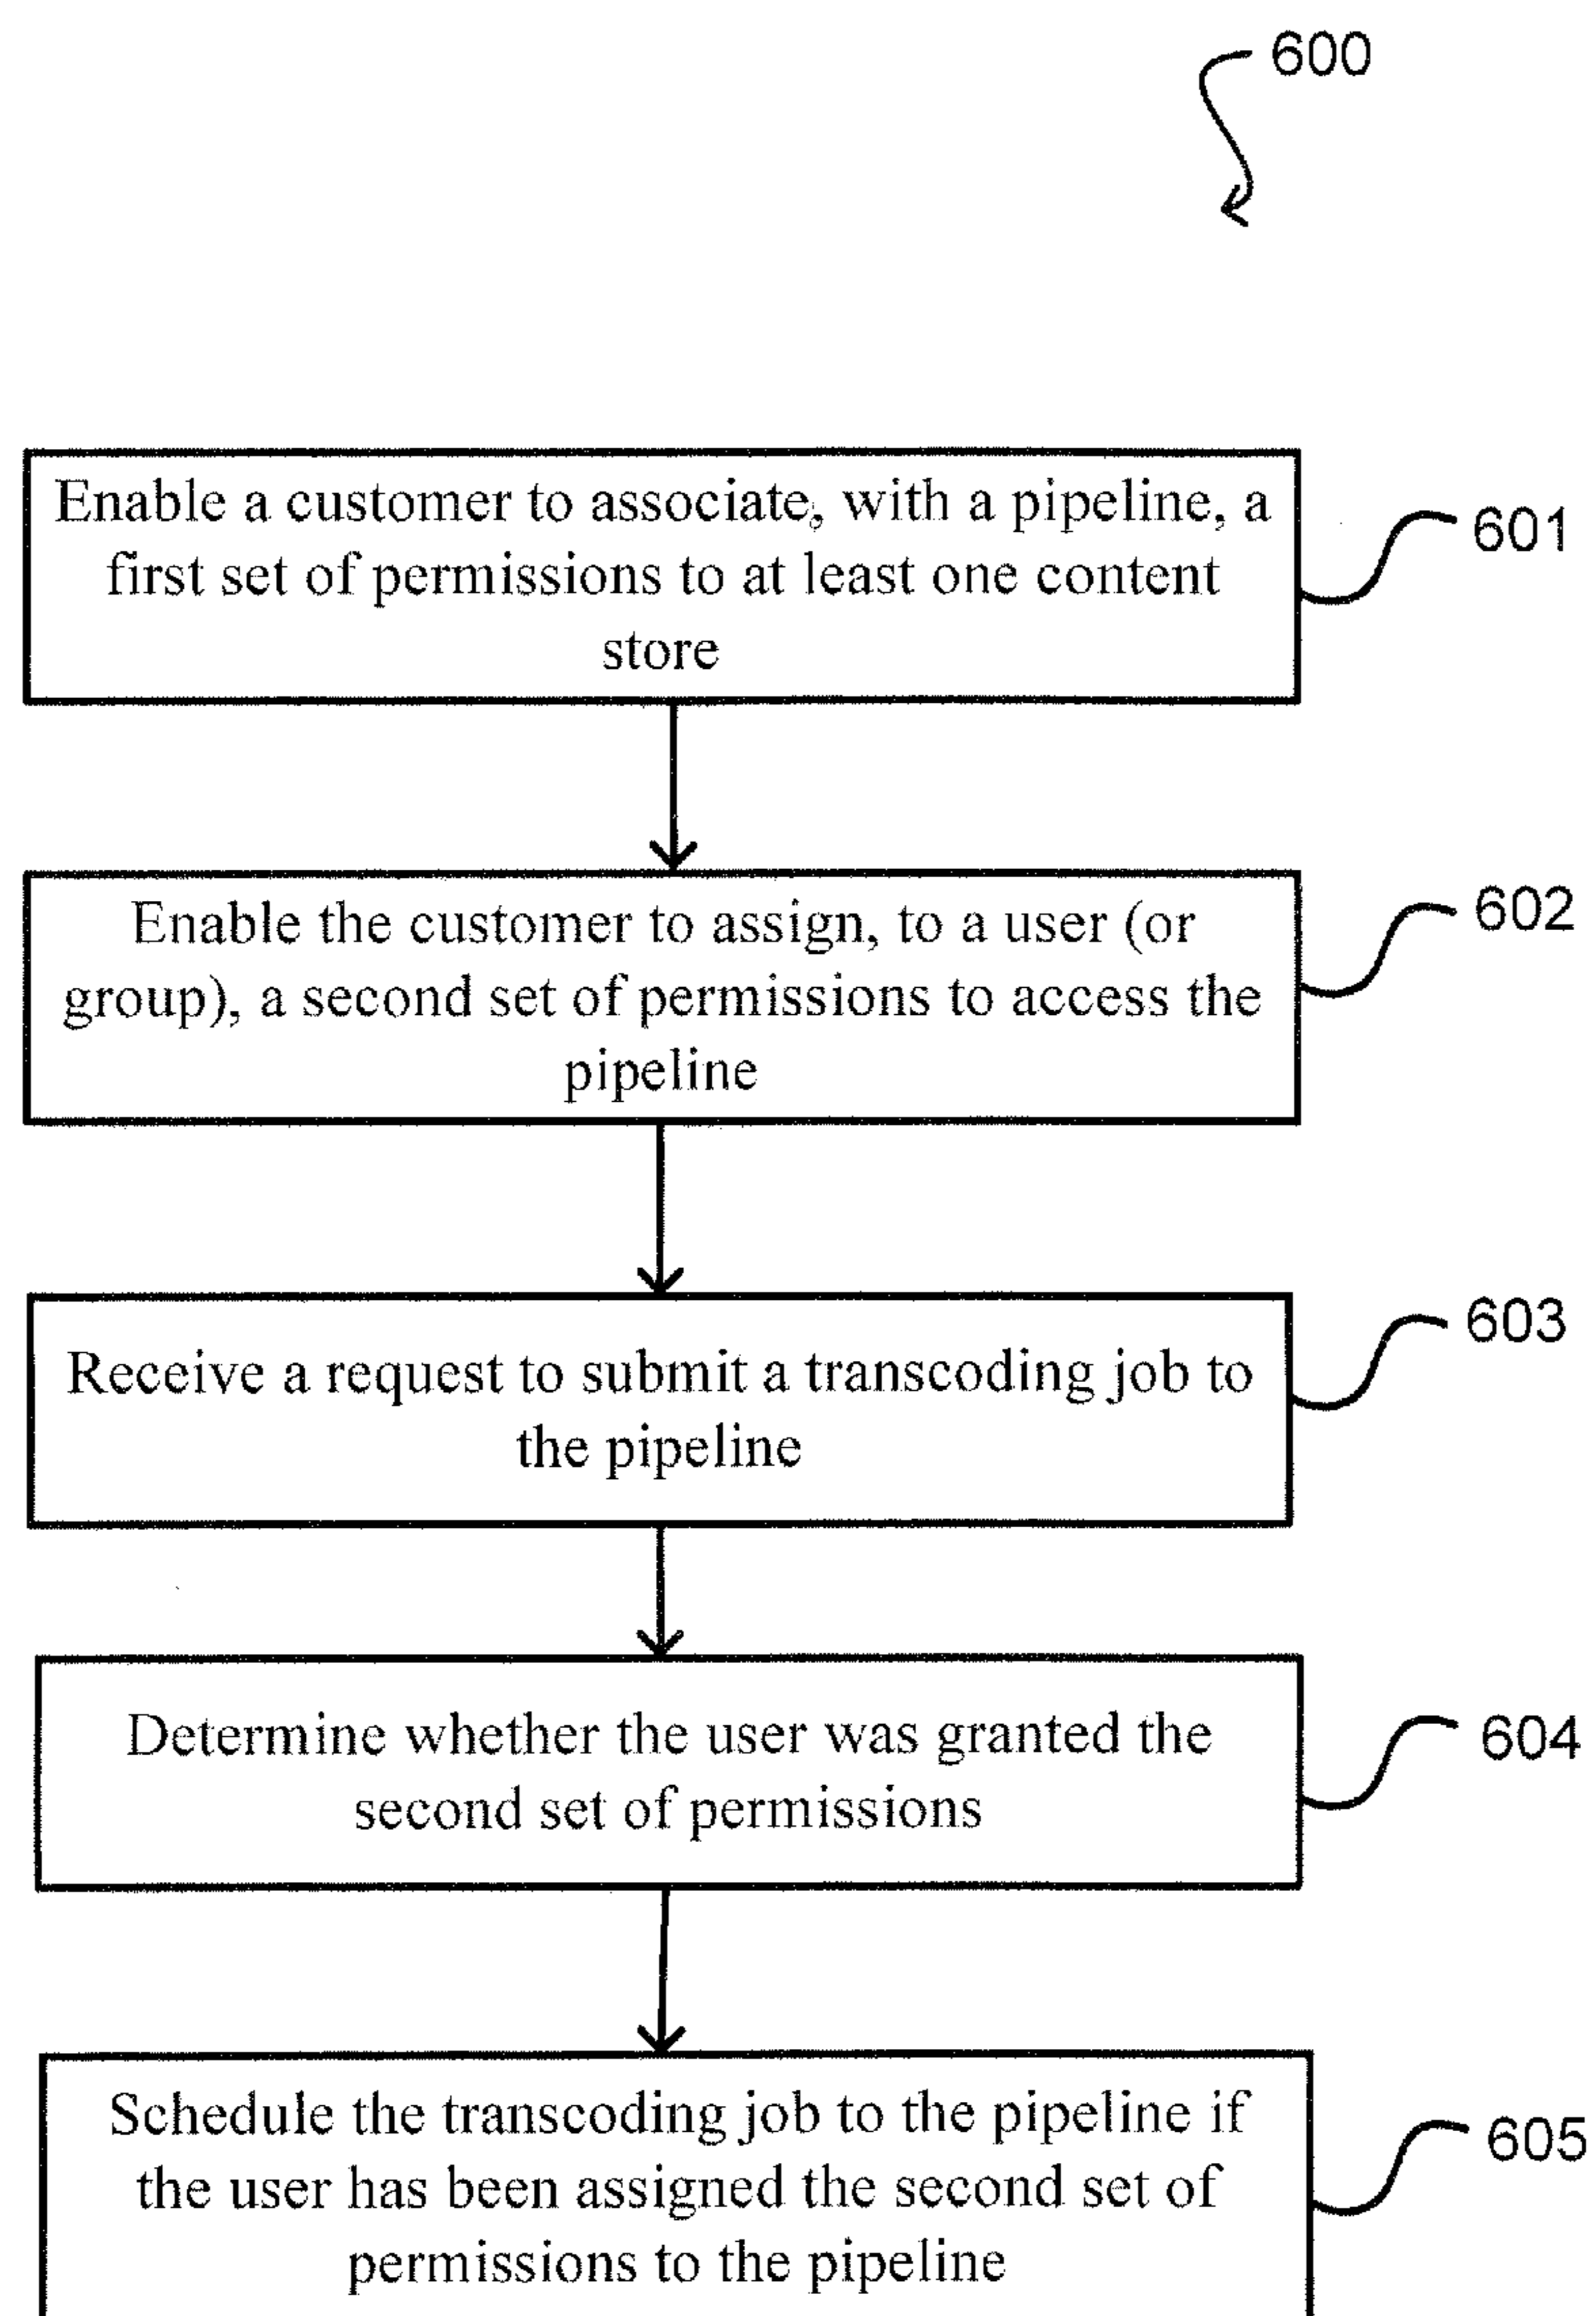 600
Enable a customer to associate, with a pipeline, a
first set of permissions to at least one content
store
601
Enable the customer to assign, to a user (or
group), a second set of permissions to access the
pipeline
602
Receive a request to submit a transcoding job to
the pipeline
603
Determine whether the user was granted the
second set of permissions
604
Schedule the transcoding job to the pipeline if
the user has been assigned the second set of
permissions to the pipeline
605